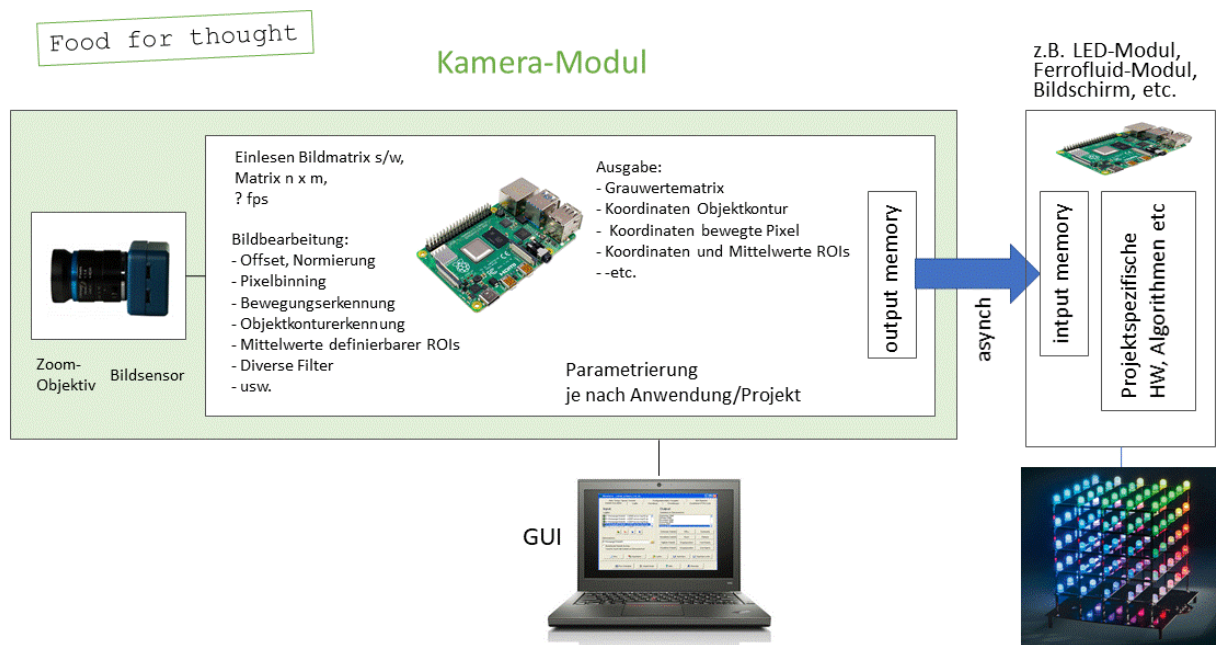 Food for thought
Kamera-Modul
z.B. LED-Modul,
Ferrofluid-Modul,
Bildschirm, etc.
Einlesen Bildmatrix s/w,
Matrix n x m,
? fps
Bildbearbeitung:
- Offset, Normierung
- Pixelbinning
- Bewegungserkennung
- Objektkonturerkennung
- Mittelwerte definierbarer ROIs
- Diverse Filter
- usw.
Ausgabe:
- Grauwertematrix
- Koordinaten Objektkontur
- Koordinaten bewegte Pixel
- Koordinaten und Mittelwerte ROIs
- -etc.
Parametrierung
je nach Anwendung/Projekt
Zoom-
Objektiv
Bildsensor
output memory
asynch
intput memory
Projektspezifische
HW, Algorithmen etc
GUI